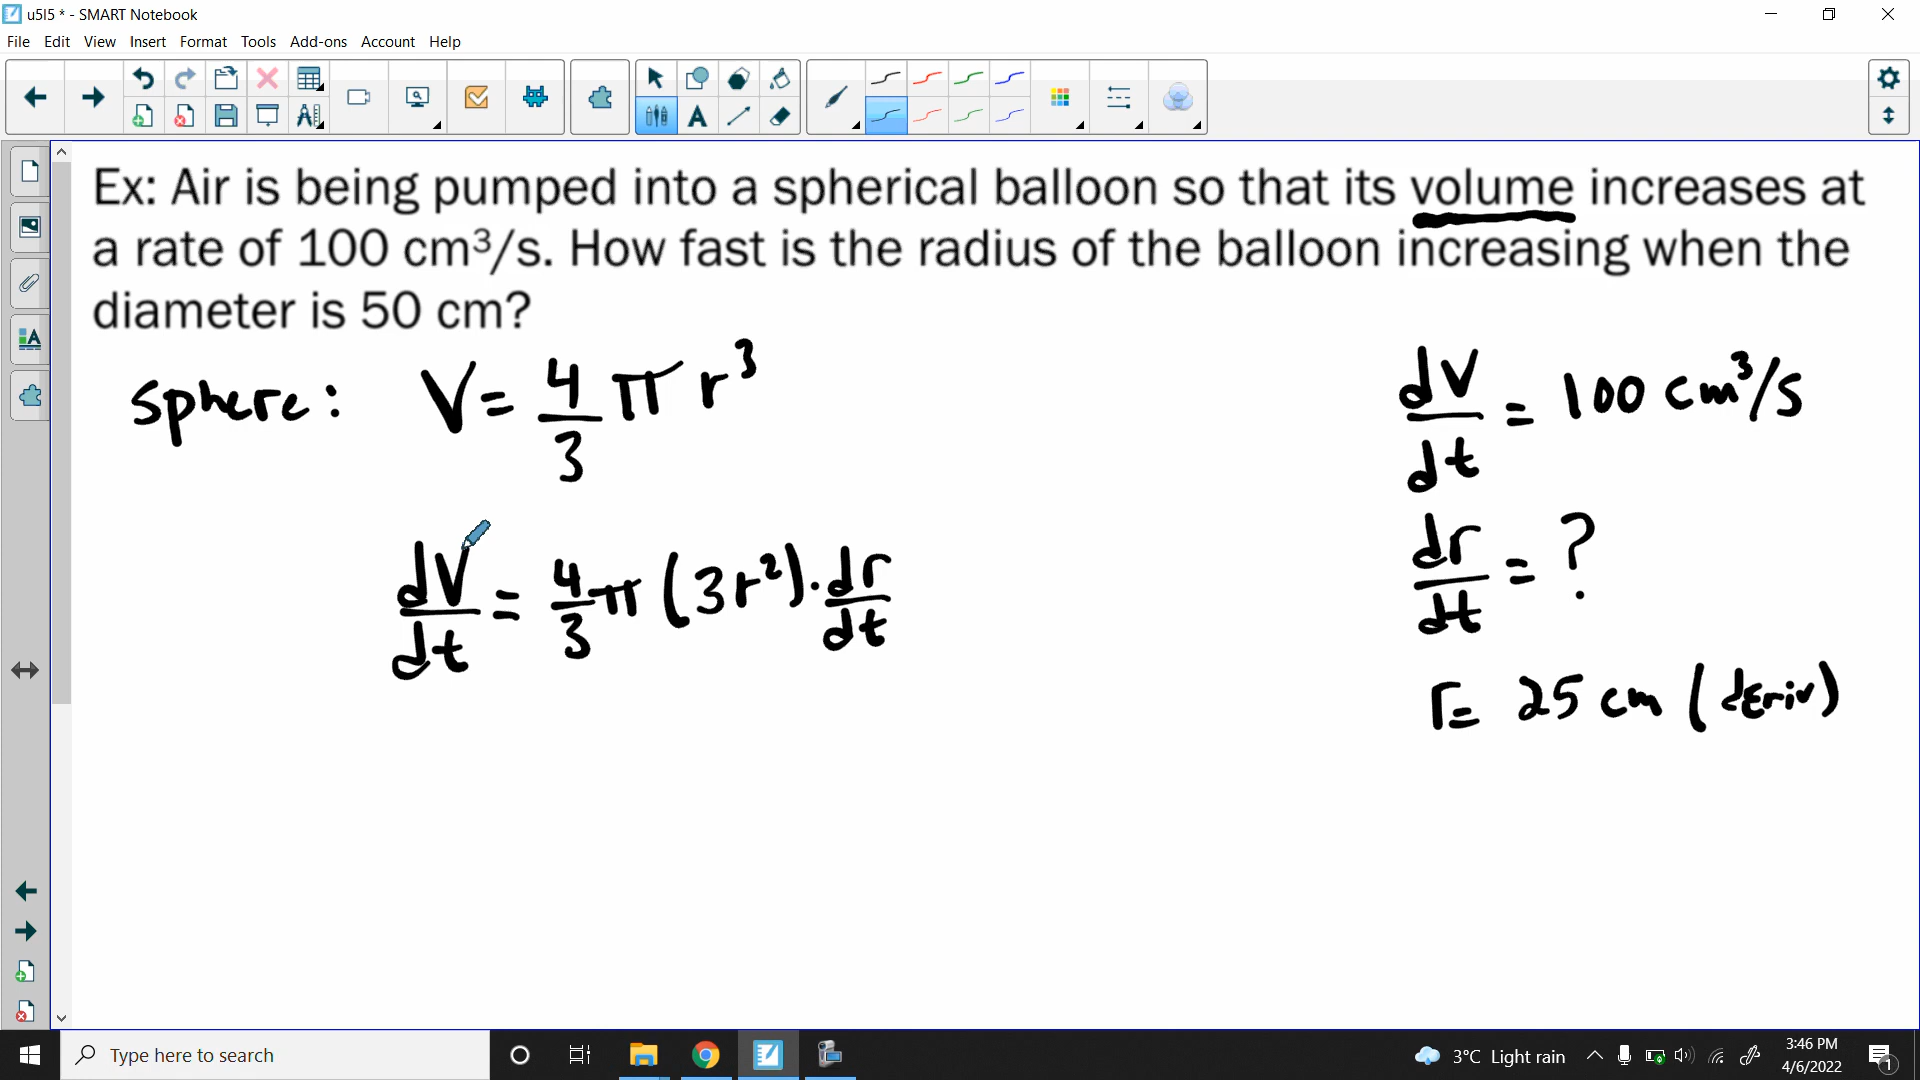 u5l5 * - SMART Notebook
File Edit View Insert Format Tools Add-ons Account Help
Ex: Air is being pumped into a spherical balloon so that its volume increases at
a rate of 100 cm³/s. How fast is the radius of the balloon increasing when the
diameter is 50 cm?
sphere: V = 4/3 π r³
dV/dt = 100 cm³/s
dV/dt = 4/3 π (3r²) · dr/dt
dr/dt = ?
r = 25 cm (deriv)
Type here to search
3°C Light rain
3:46 PM
4/6/2022
1